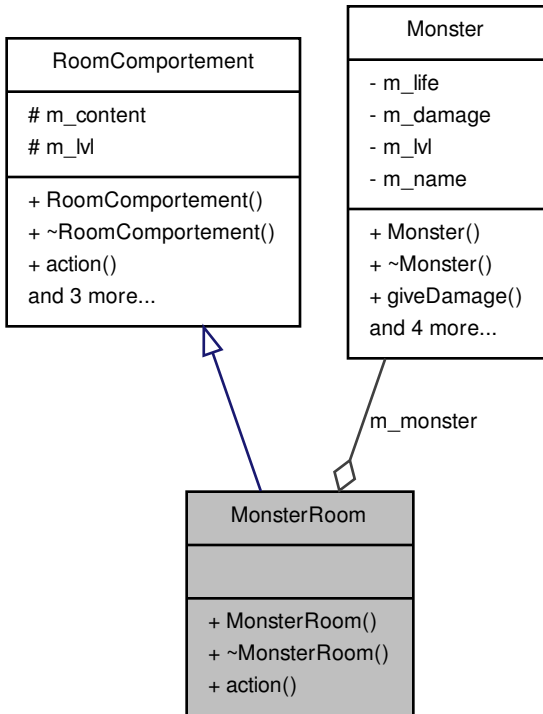 RoomComportement
# m_content
# m_lvl
+ RoomComportement()
+ ~RoomComportement()
+ action()
and 3 more...
Monster
- m_life
- m_damage
- m_lvl
- m_name
+ Monster()
+ ~Monster()
+ giveDamage()
and 4 more...
m_monster
MonsterRoom
+ MonsterRoom()
+ ~MonsterRoom()
+ action()